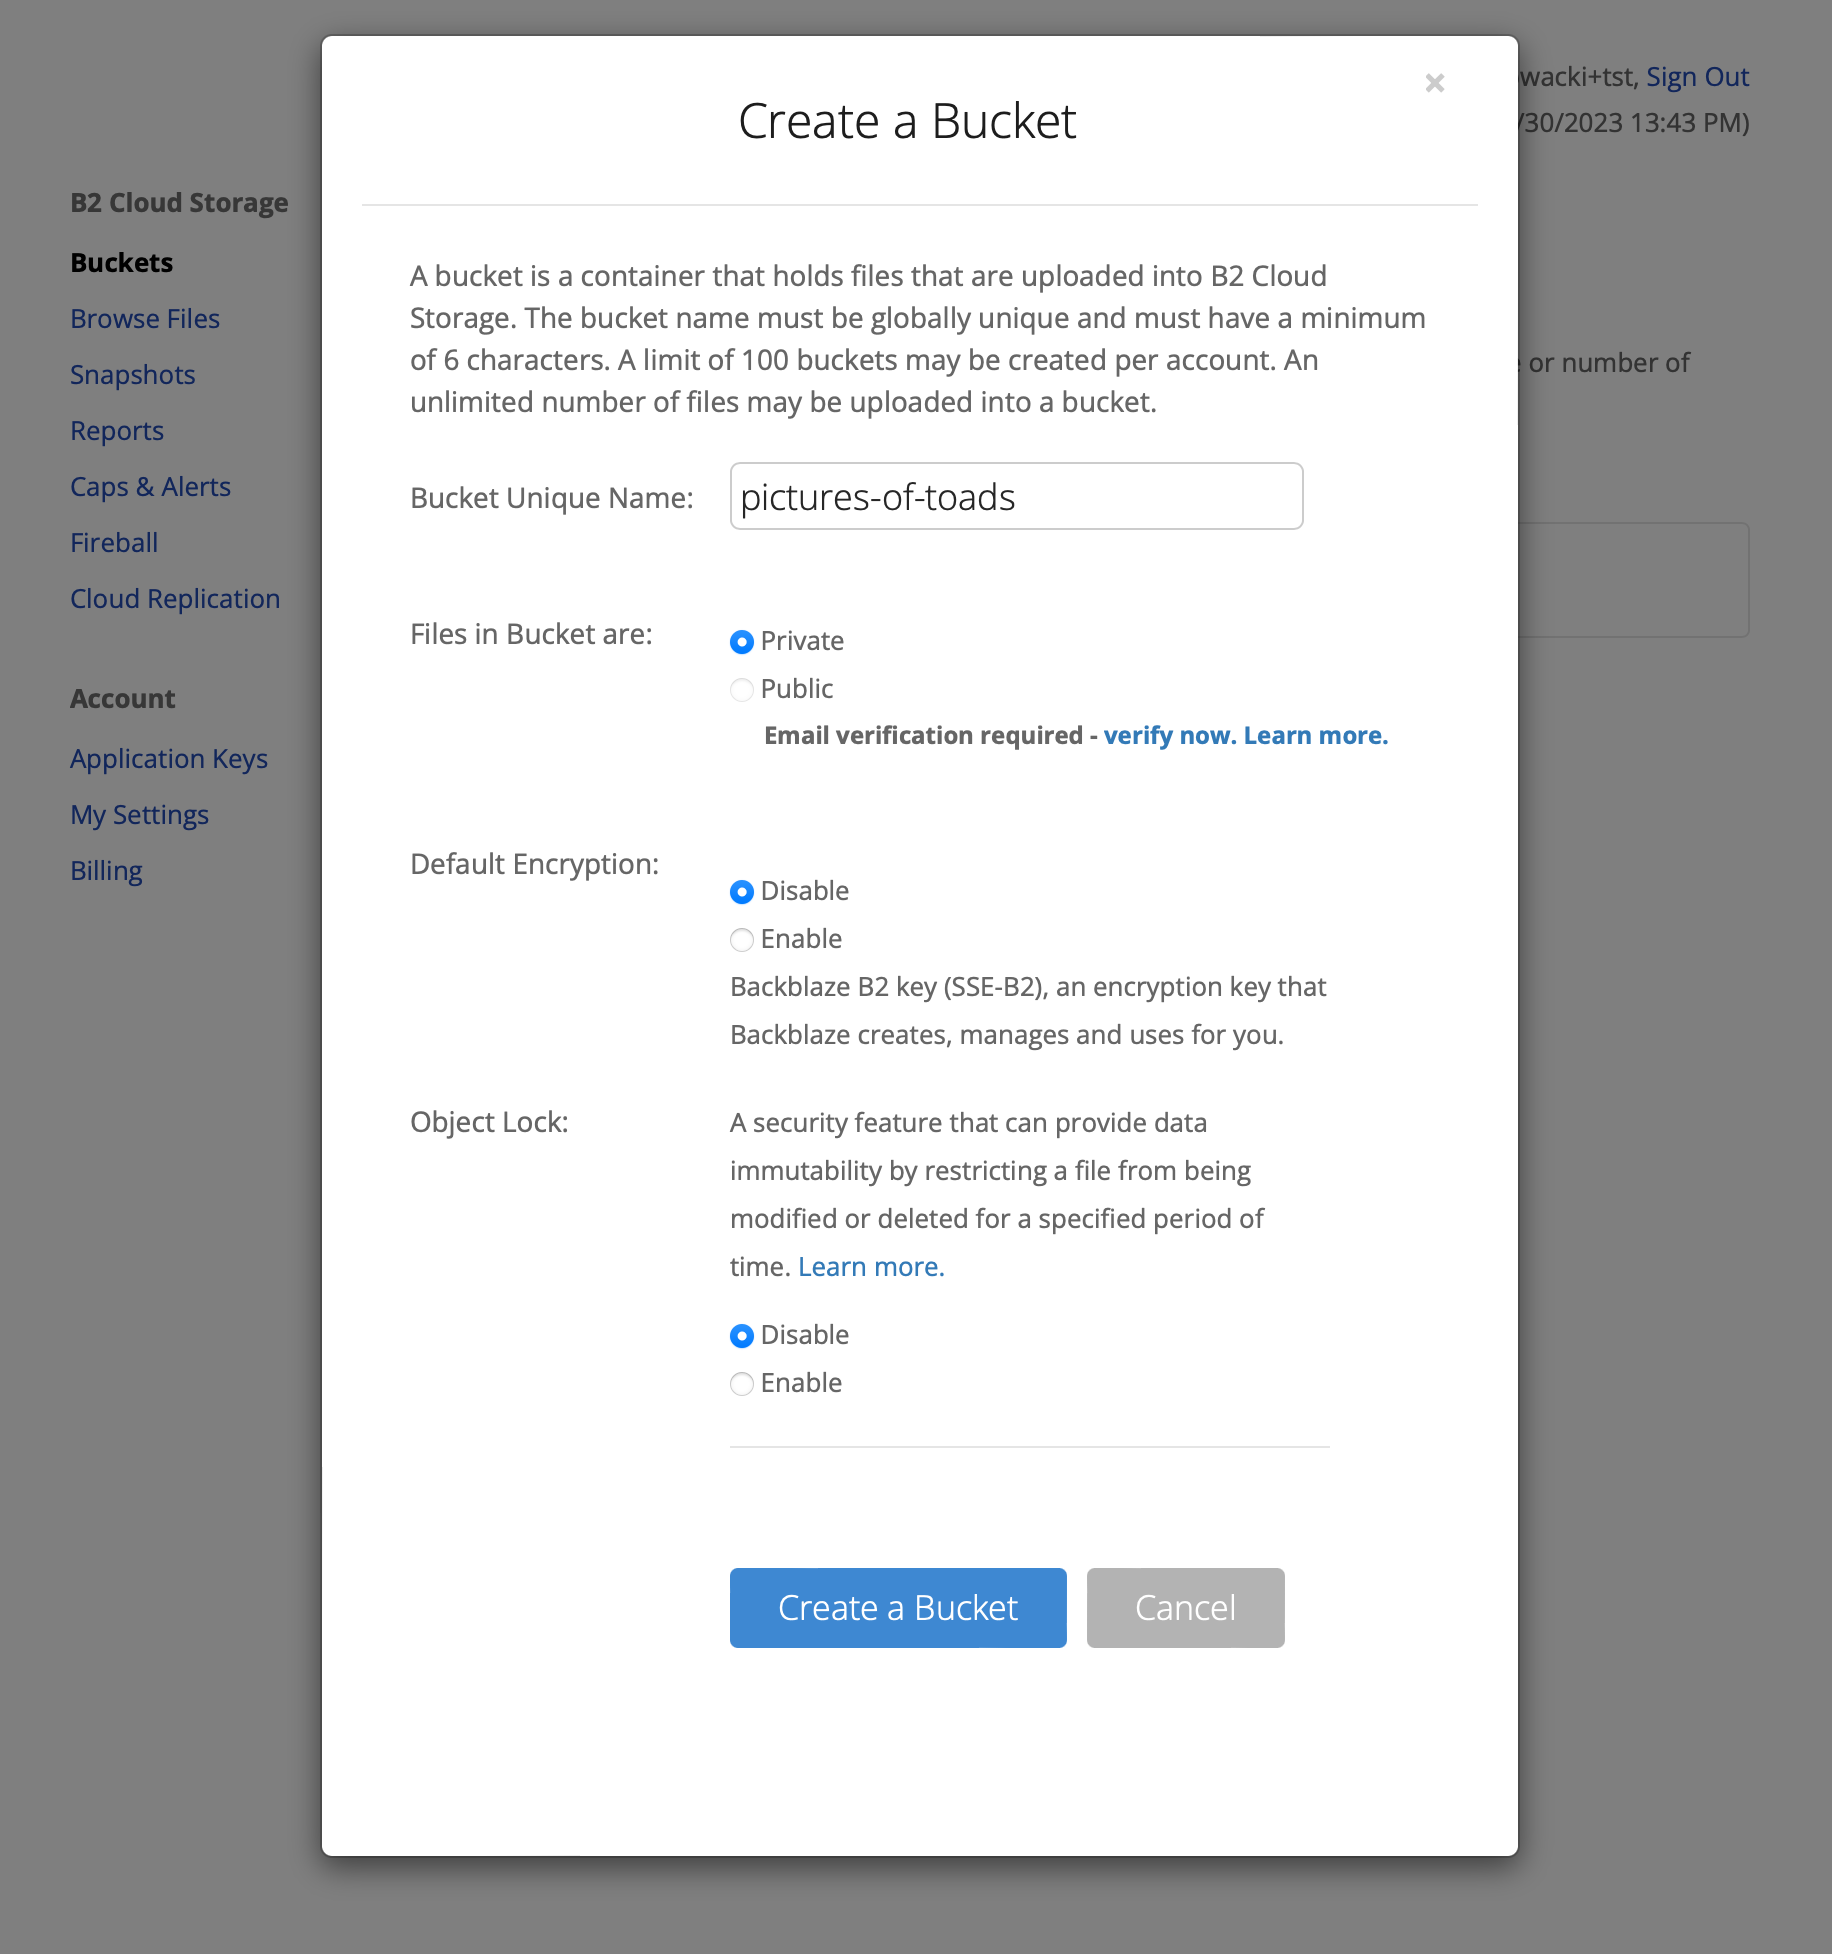 wacki+tst, Sign Out
/30/2023 13:43 PM)
B2 Cloud Storage
Buckets
Browse Files
Snapshots
Reports
Caps & Alerts
Fireball
Cloud Replication
Account
Application Keys
My Settings
Billing
or number of
×
Create a Bucket
A bucket is a container that holds files that are uploaded into B2 Cloud
Storage. The bucket name must be globally unique and must have a minimum
of 6 characters. A limit of 100 buckets may be created per account. An
unlimited number of files may be uploaded into a bucket.
Bucket Unique Name: pictures-of-toads
Files in Bucket are:
Private
Public
Email verification required - verify now. Learn more.
Default Encryption:
Disable
Enable
Backblaze B2 key (SSE-B2), an encryption key that
Backblaze creates, manages and uses for you.
Object Lock: A security feature that can provide data
immutability by restricting a file from being
modified or deleted for a specified period of
time. Learn more.
Disable
Enable
Create a Bucket Cancel